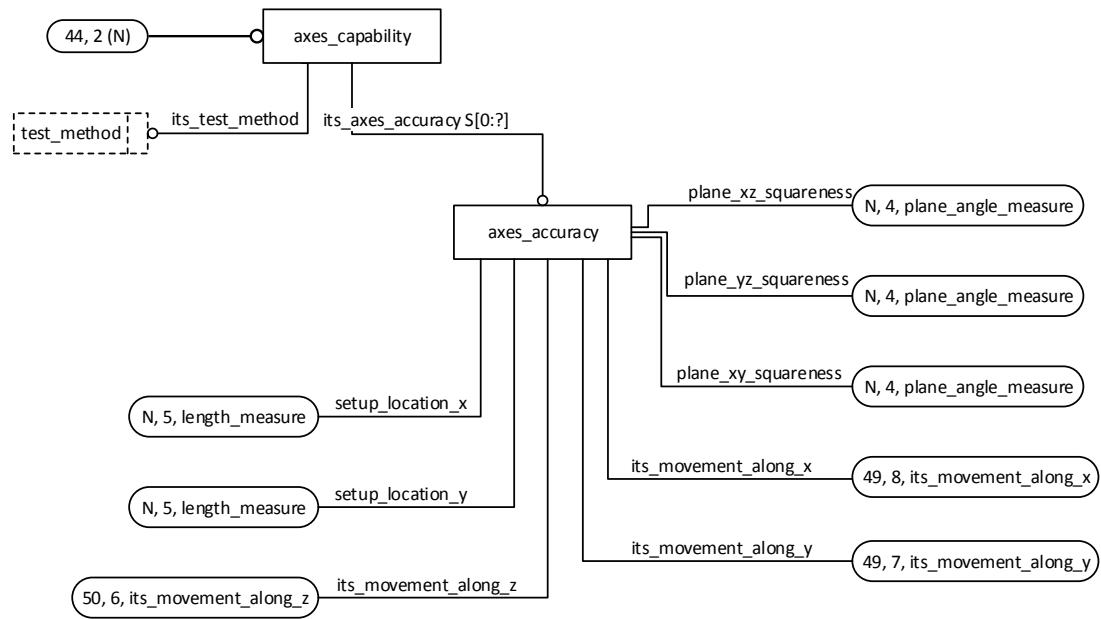 44, 2 (N)
axes_capability
its_test_method
its_axes_accuracy S[0:?]
test_method
plane_xz_squareness
N, 4, plane_angle_measure
axes_accuracy
plane_yz_squareness
N, 4, plane_angle_measure
plane_xy_squareness
N, 4, plane_angle_measure
setup_location_x
N, 5, length_measure
its_movement_along_x
49, 8, its_movement_along_x
setup_location_y
N, 5, length_measure
its_movement_along_y
49, 7, its_movement_along_y
its_movement_along_z
50, 6, its_movement_along_z